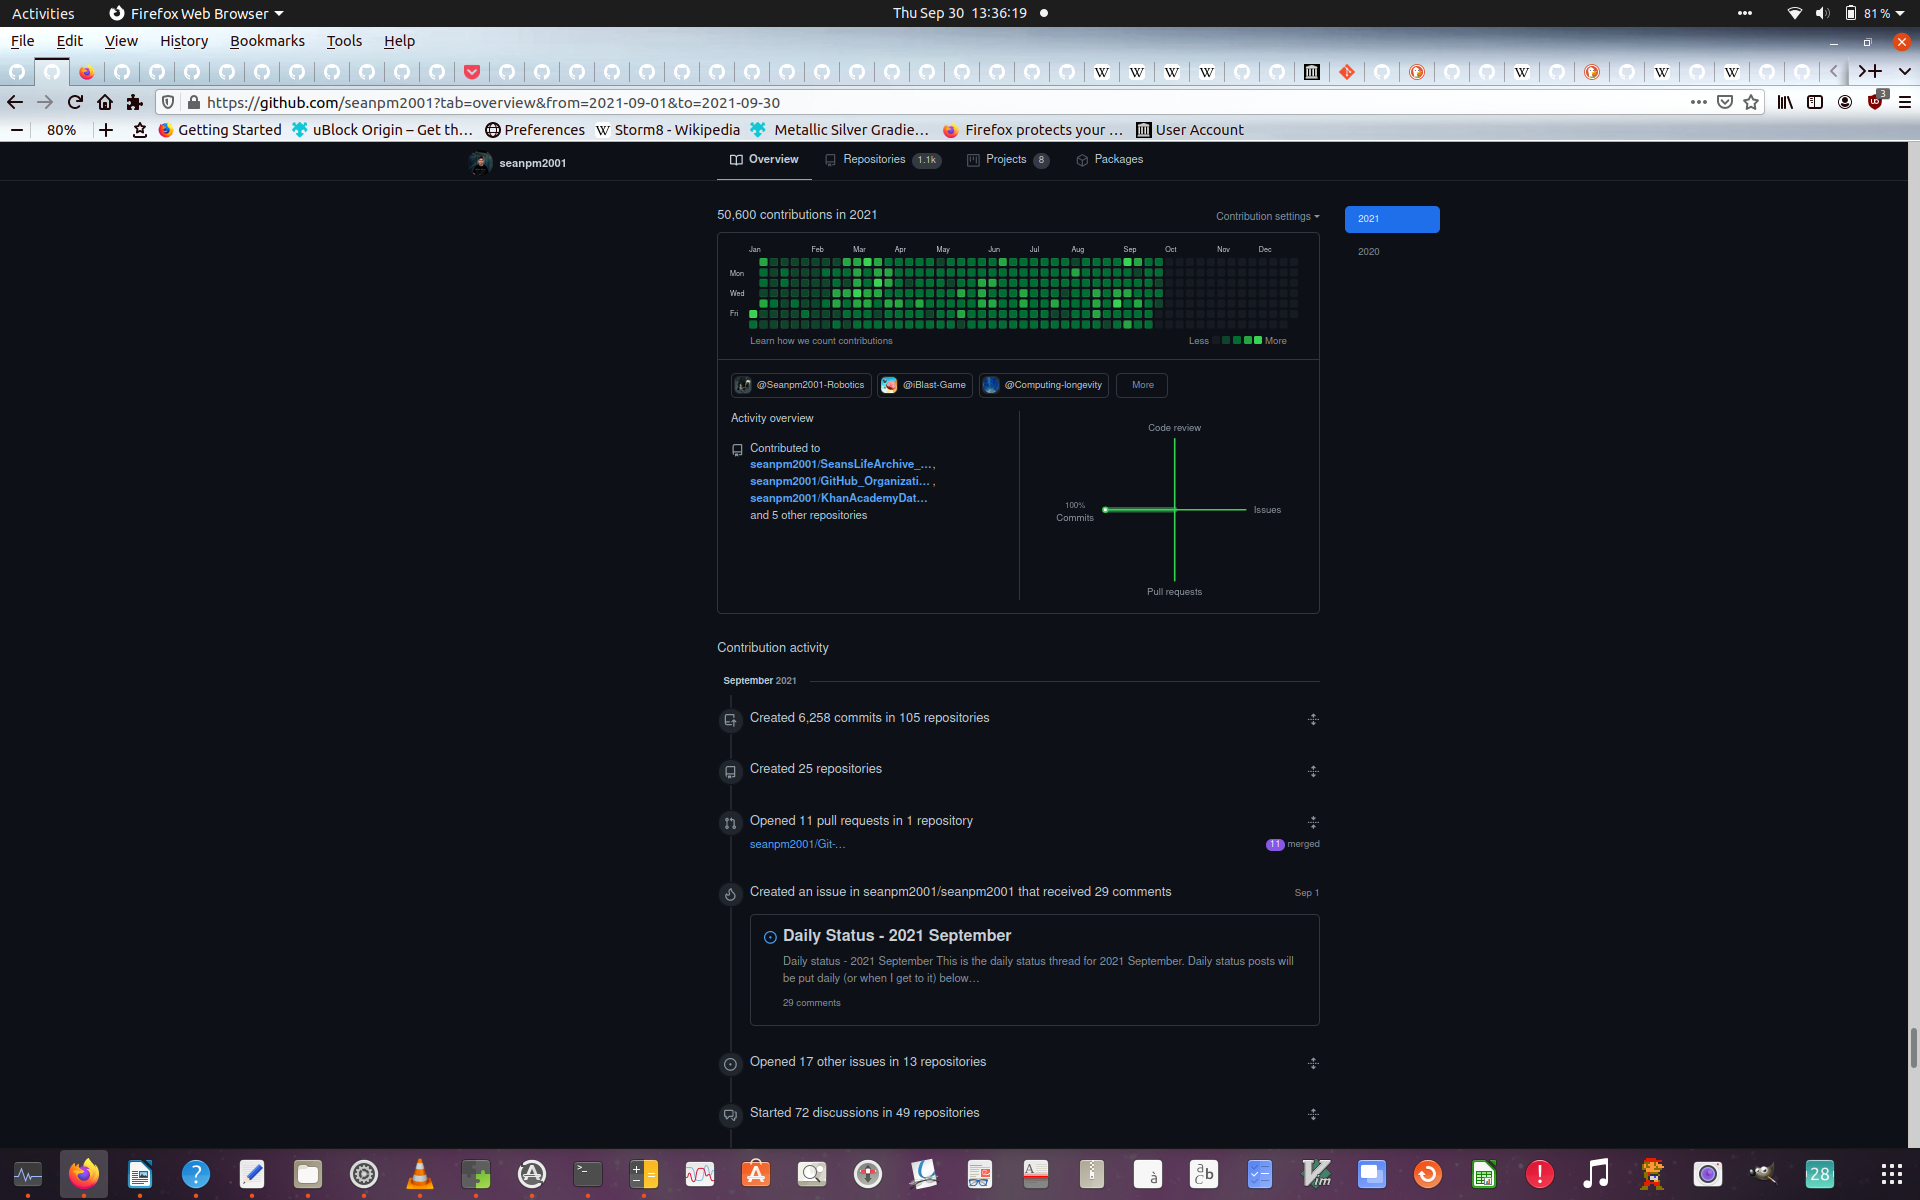 Activities
Firefox Web Browser
Thu Sep 30 13:36:19
81 %
File Edit View History Bookmarks Tools Help
https://github.com/seanpm2001?tab=overview&from=2021-09-01&to=2021-09-30
3
80%
Getting Started
uBlock Origin – Get th…
Preferences
Storm8 - Wikipedia
Metallic Silver Gradie…
Firefox protects your …
User Account
seanpm2001
Overview
Repositories 1.1k
Projects 8
Packages
50,600 contributions in 2021
Contribution settings
2021
2020
Jan Feb Mar Apr May Jun Jul Aug Sep Oct Nov Dec
Mon
Wed
Fri
Learn how we count contributions
Less More
@Seanpm2001-Robotics
@iBlast-Game
@Computing-longevity
More
Activity overview
Contributed to
seanpm2001/SeansLifeArchive_…,
seanpm2001/GitHub_Organizati… ,
seanpm2001/KhanAcademyDat…
and 5 other repositories
Code review
100%
Commits
Issues
Pull requests
Contribution activity
September 2021
Created 6,258 commits in 105 repositories
Created 25 repositories
Opened 11 pull requests in 1 repository
seanpm2001/Git-…
11 merged
Created an issue in seanpm2001/seanpm2001 that received 29 comments
Sep 1
Daily Status - 2021 September
Daily status - 2021 September This is the daily status thread for 2021 September. Daily status posts will
be put daily (or when I get to it) below…
29 comments
Opened 17 other issues in 13 repositories
Started 72 discussions in 49 repositories
28